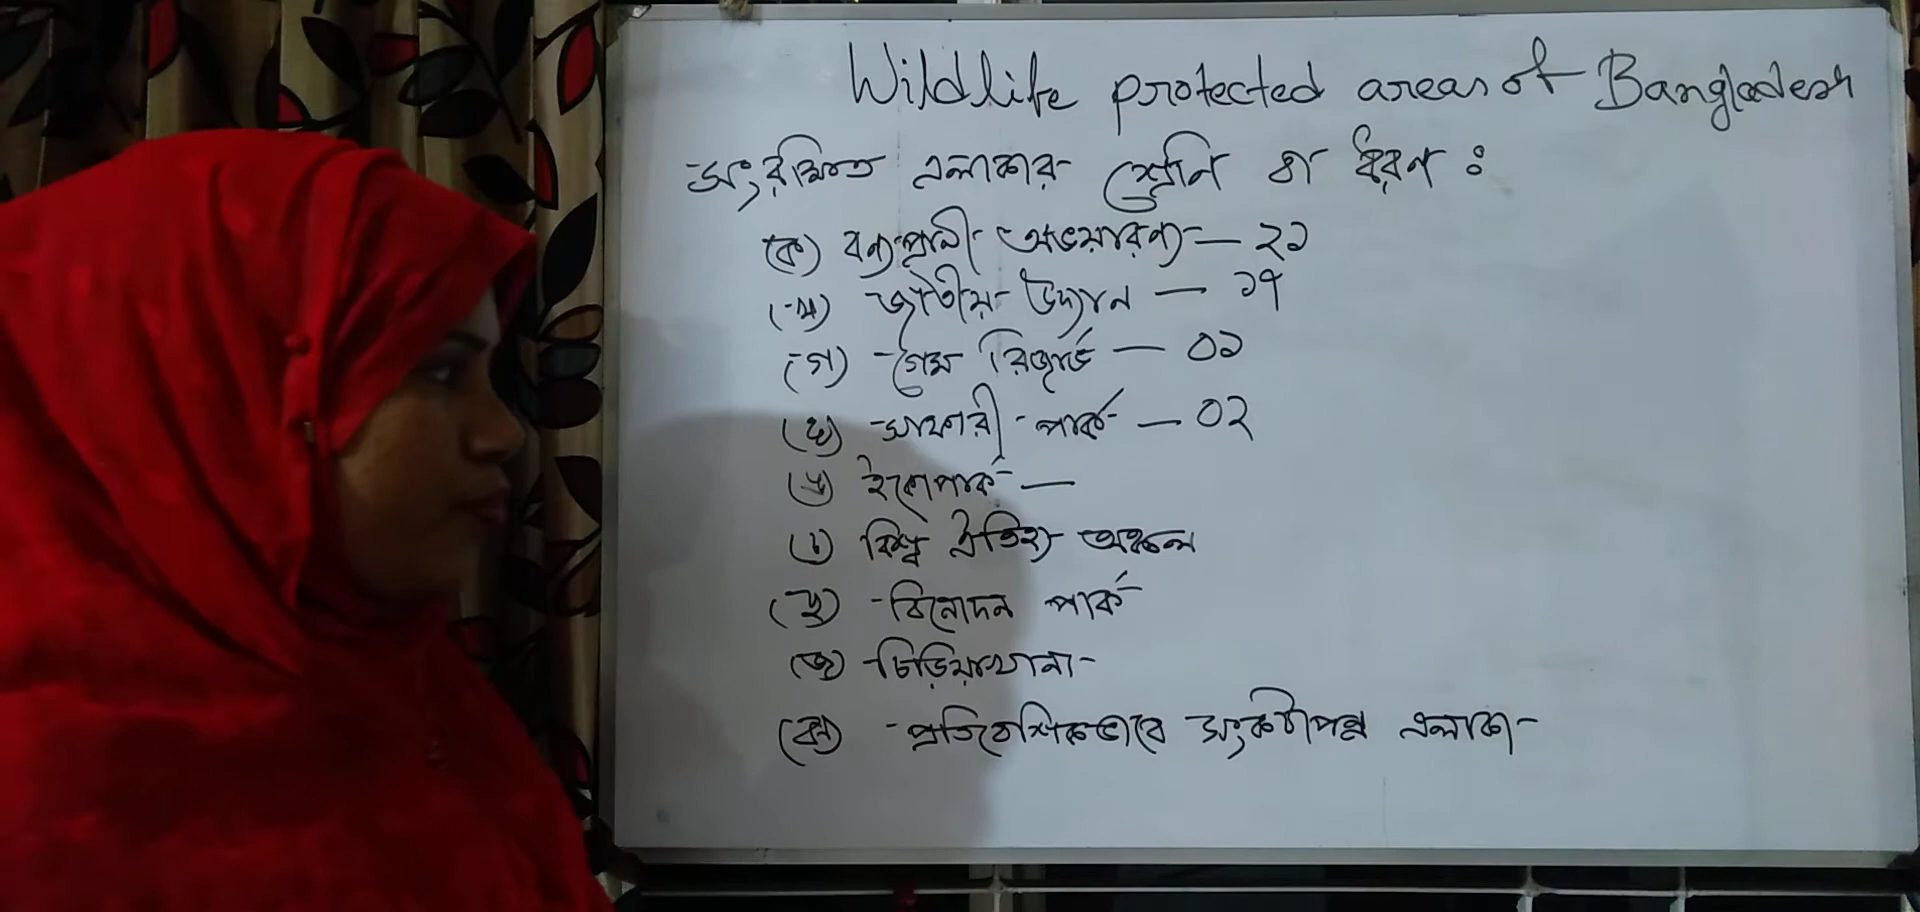 Wildlife protected areas of Bangladesh
সংরক্ষিত এলাকার শ্রেনি বা ধরণ ঃ
(ক) বন্যপ্রানী অভয়ারণ্য — ২১
(খ) জাতীয় উদ্যান — ১৭
(গ) গেম রিজার্ভ — ০১
(ঘ) সাফারী পার্ক — ০২
(ঙ) ইকোপার্ক —
(চ) বিশ্ব ঐতিহ্য অঞ্চল
(ছ) বিনোদন পার্ক
(জ) চিড়িয়াখানা
(ঝ) প্রতিবেশিকভাবে সংকটাপন্ন এলাকা